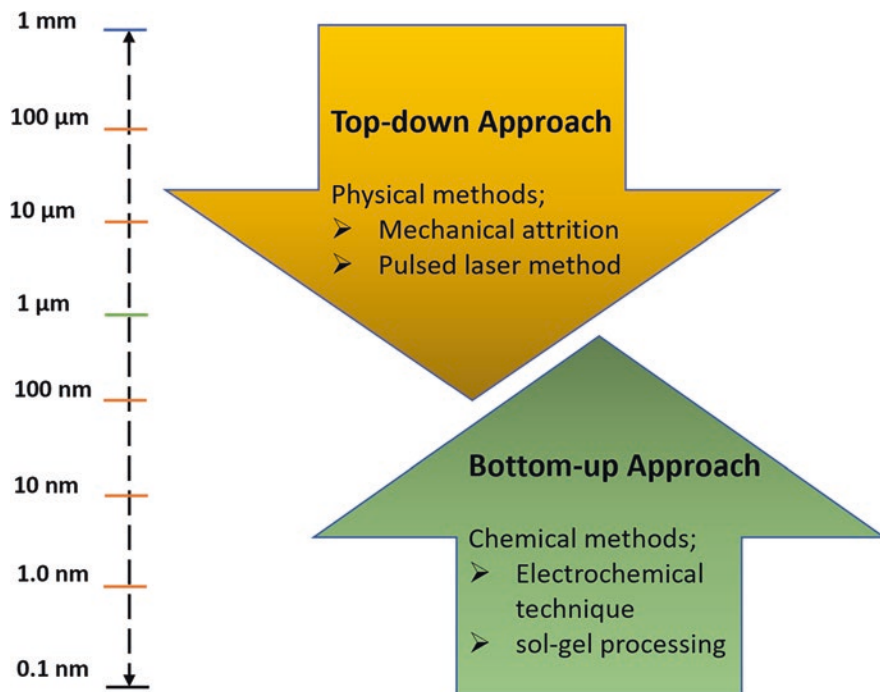 1 mm
100 µm
10 µm
1 µm
100 nm
10 nm
1.0 nm
0.1 nm
Top-down Approach
Physical methods;
➢ Mechanical attrition
➢ Pulsed laser method
Bottom-up Approach
Chemical methods;
➢ Electrochemical
technique
➢ sol-gel processing